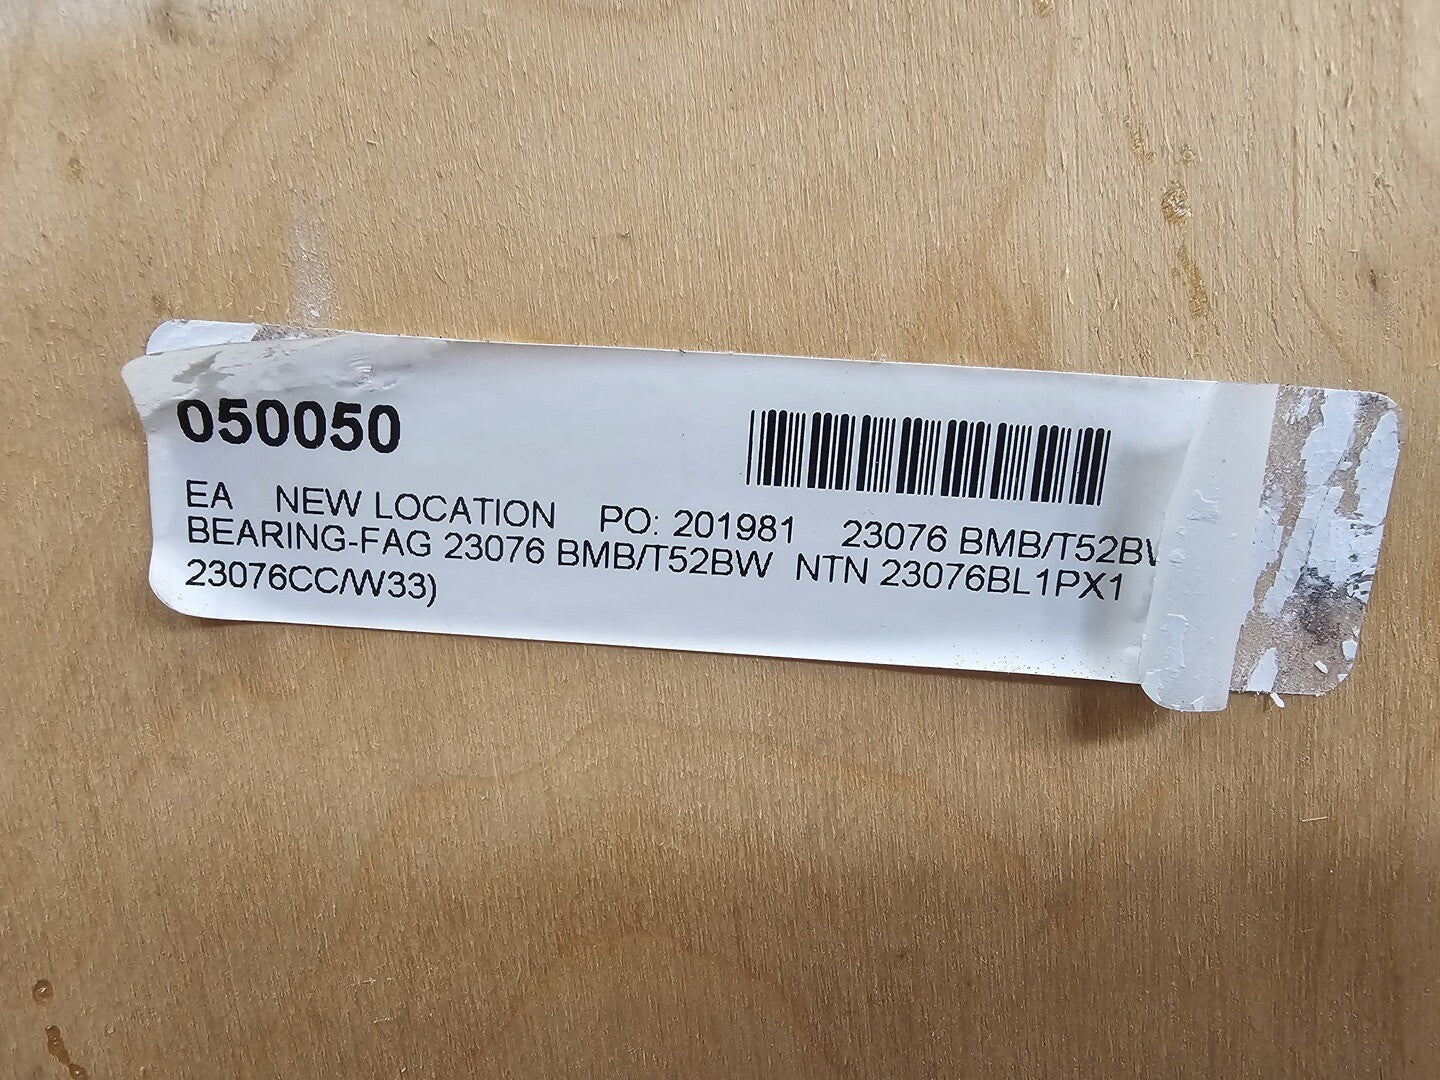 050050
EA NEW LOCATION PO: 201981 23076 BMB/T52BW
BEARING-FAG 23076 BMB/T52BW NTN 23076BL1PX1
23076CC/W33)